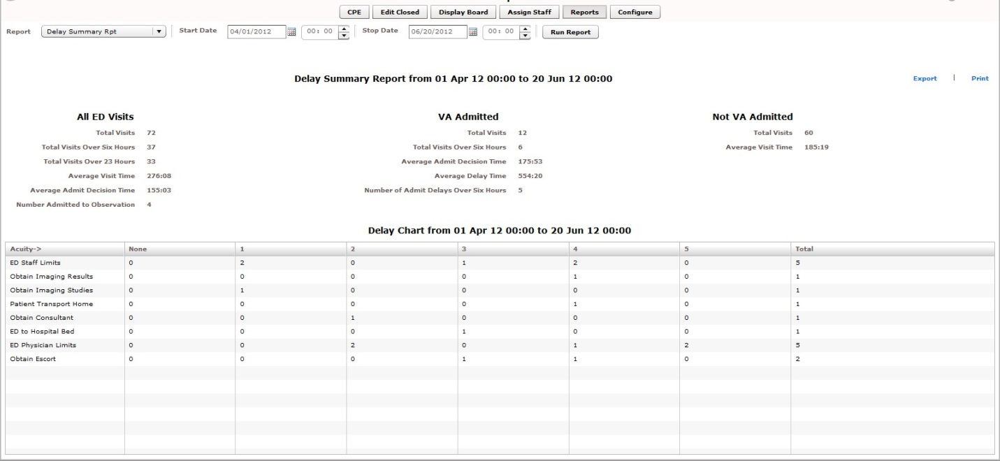 CPE Edit Closed Display Board Assign Staff Reports Configure
Report Delay Summary Rpt Start Date 04/01/2012 00: 00 Stop Date 06/20/2012 00: 00 Run Report
Delay Summary Report from 01 Apr 12 00:00 to 20 Jun 12 00:00 Export | Print
All ED Visits VA Admitted Not VA Admitted
Total Visits 72 Total Visits 12 Total Visits 60
Total Visits Over Six Hours 37 Total Visits Over Six Hours 6 Average Visit Time 185:19
Total Visits Over 23 Hours 33 Average Admit Decision Time 175:53
Average Visit Time 276:08 Average Delay Time 554:20
Average Admit Decision Time 155:03 Number of Admit Delays Over Six Hours 5
Number Admitted to Observation 4
Delay Chart from 01 Apr 12 00:00 to 20 Jun 12 00:00
Acuity-> None 1 2 3 4 5 Total
ED Staff Limits 0 2 0 1 2 0 5
Obtain Imaging Results 0 0 0 0 1 0 1
Obtain Imaging Studies 0 1 0 0 0 0 1
Patient Transport Home 0 0 0 0 1 0 1
Obtain Consultant 0 0 1 0 0 0 1
ED to Hospital Bed 0 0 0 1 0 0 1
ED Physician Limits 0 0 2 0 1 2 5
Obtain Escort 0 0 0 1 1 0 2